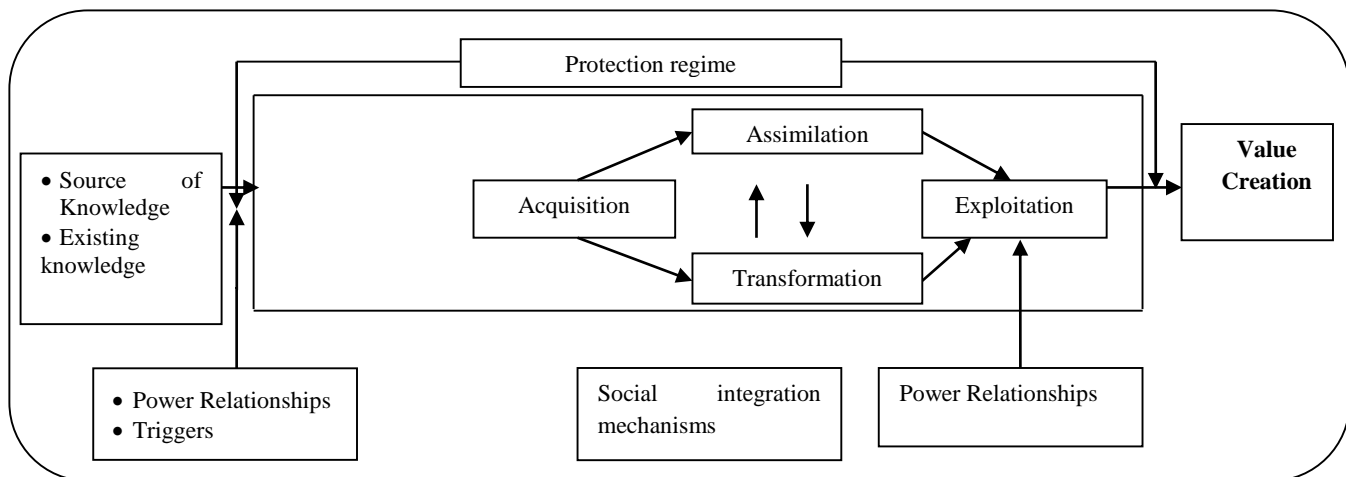 Protection regime
Assimilation
Value
Creation
• Source of
Knowledge
• Existing
knowledge
Acquisition
Exploitation
Transformation
• Power Relationships
• Triggers
Social integration
mechanisms
Power Relationships